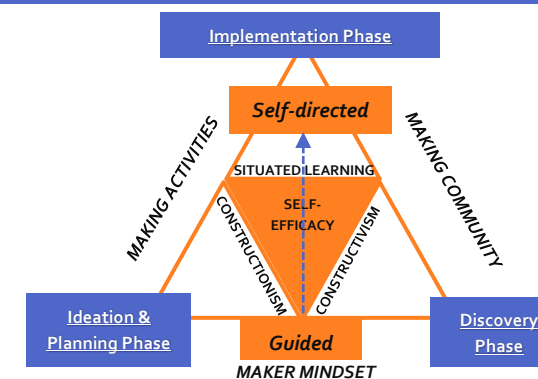 Implementation Phase
Self-directed
MAKING ACTIVITIES
MAKING COMMUNITY
SITUATED LEARNING
SELF-
EFFICACY
CONSTRUCTIONISM
CONSTRUCTIVISM
Ideation &
Planning Phase
Guided
Discovery
Phase
MAKER MINDSET